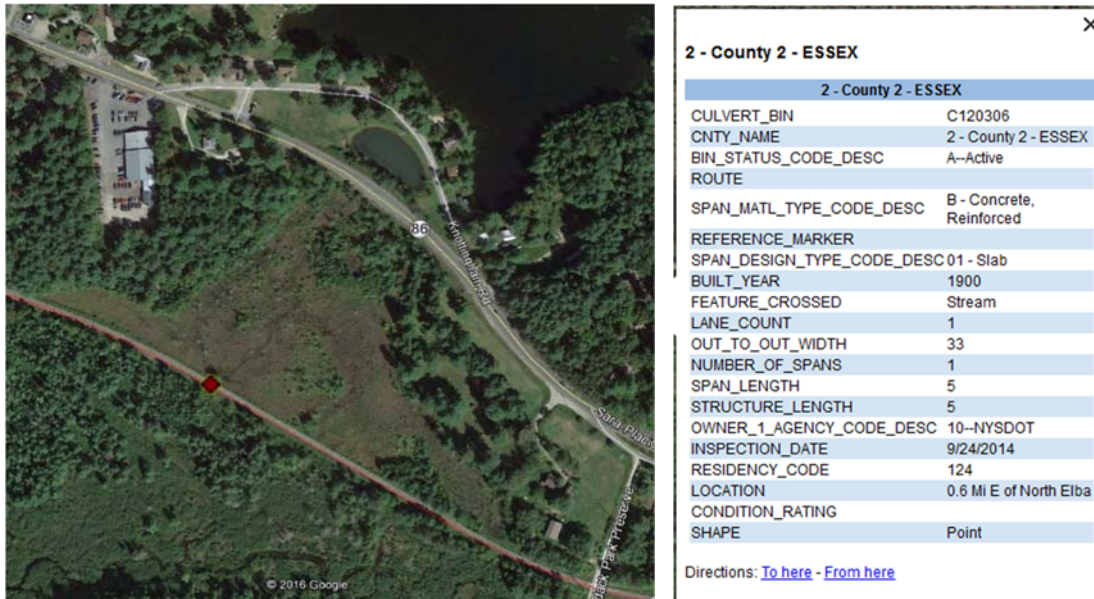 86
Knottingham Rd
Sara-Placi
ack Park Preserve
© 2016 Google
2 - County 2 - ESSEX
2 - County 2 - ESSEX
CULVERT_BIN C120306
CNTY_NAME 2 - County 2 - ESSEX
BIN_STATUS_CODE_DESC A--Active
ROUTE
SPAN_MATL_TYPE_CODE_DESC B - Concrete,
Reinforced
REFERENCE_MARKER
SPAN_DESIGN_TYPE_CODE_DESC 01 - Slab
BUILT_YEAR 1900
FEATURE_CROSSED Stream
LANE_COUNT 1
OUT_TO_OUT_WIDTH 33
NUMBER_OF_SPANS 1
SPAN_LENGTH 5
STRUCTURE_LENGTH 5
OWNER_1_AGENCY_CODE_DESC 10--NYSDOT
INSPECTION_DATE 9/24/2014
RESIDENCY_CODE 124
LOCATION 0.6 Mi E of North Elba
CONDITION_RATING
SHAPE Point
Directions: To here - From here